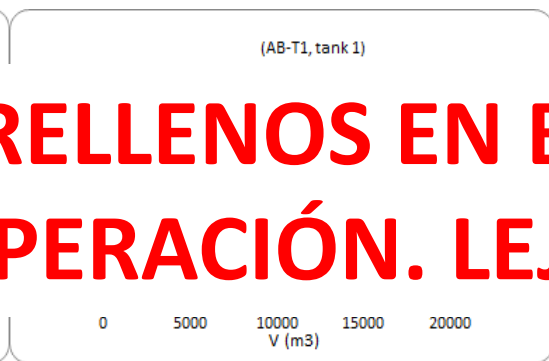 (AB-T1, tank 1)
RELLENOS EN E
PERACIÓN. LEJ
0 5000 10000 15000 20000
V (m3)